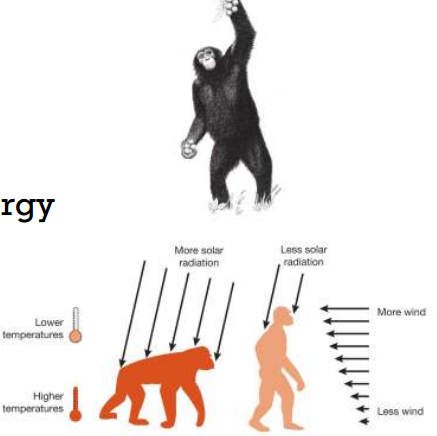 rgy
More solar
radiation
Less solar
radiation
Lower
temperatures
More wind
Higher
temperatures
Less wind